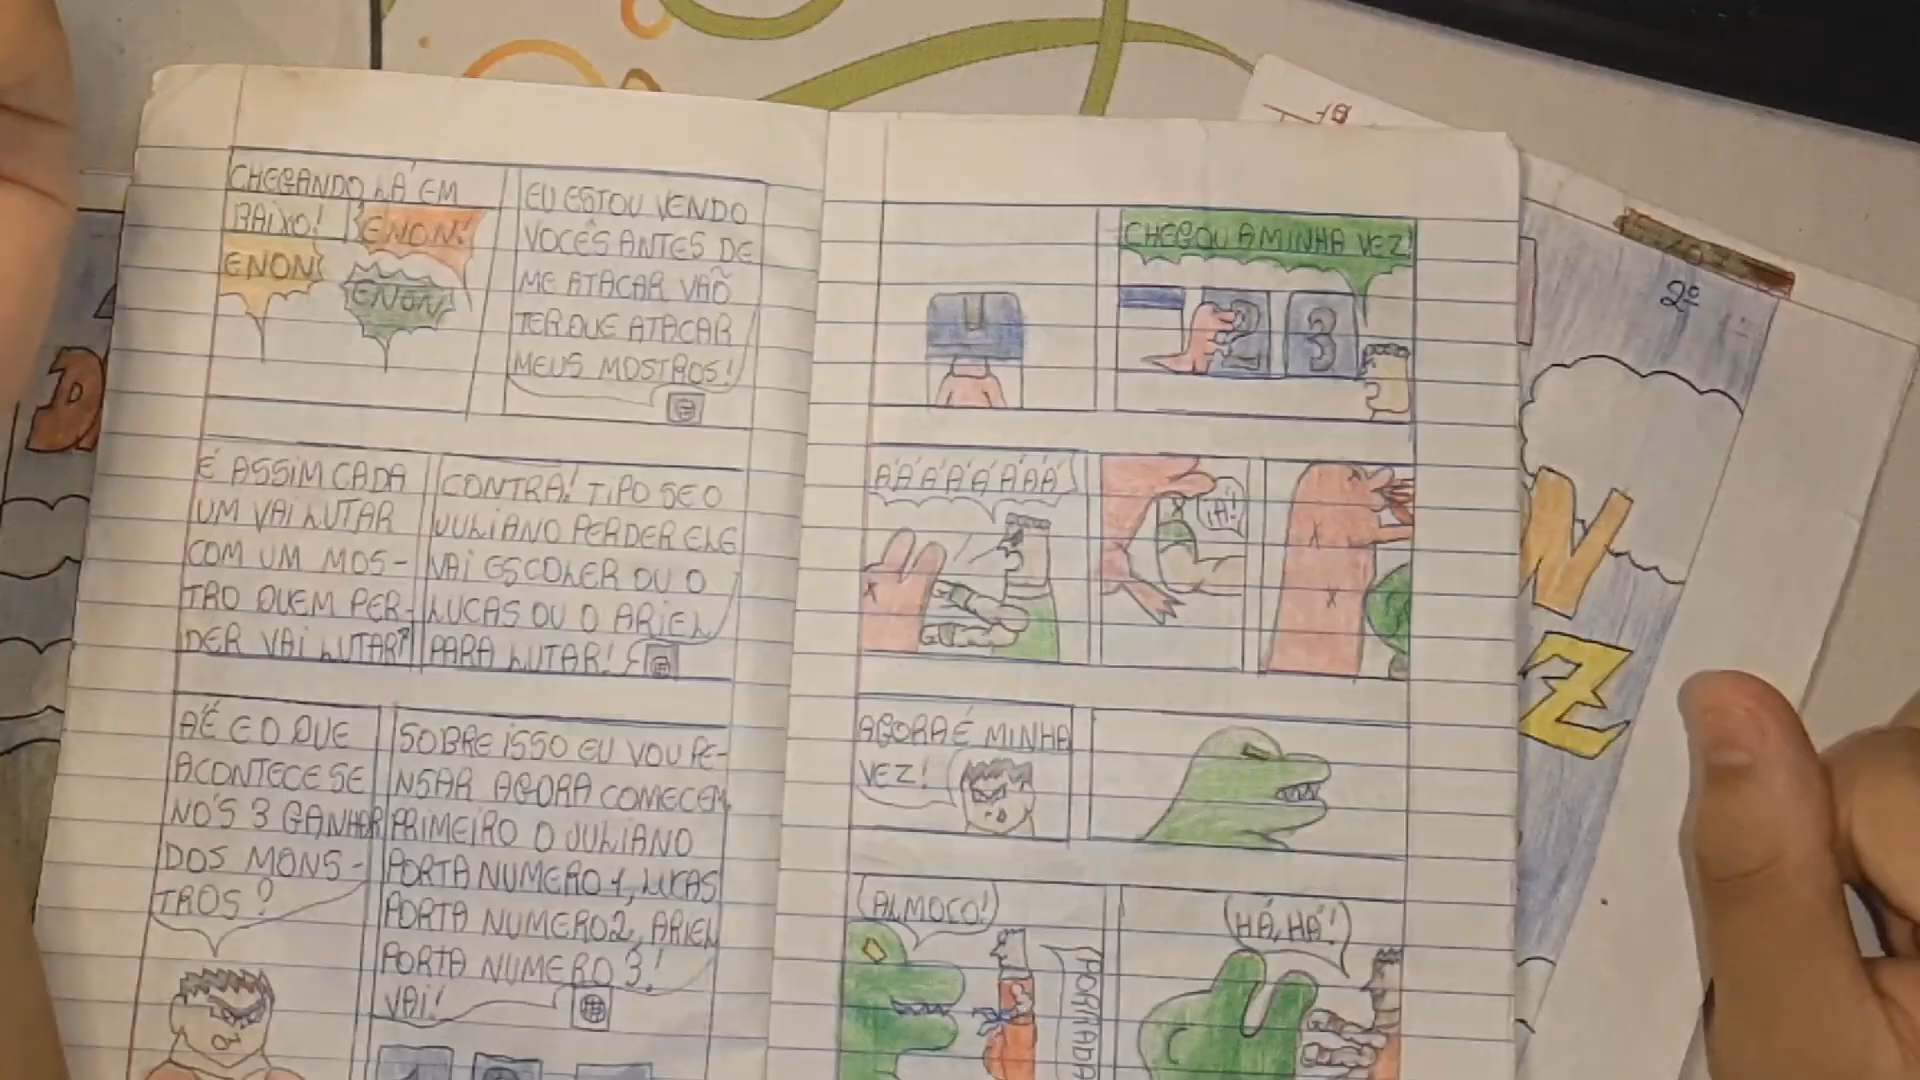 CHEGANDO LÁ EM
BAIXO!
ENON!
ENON!
ENON!
EU ESTOU VENDO
VOCÊS ANTES DE
ME ATACAR VÃO
TER QUE ATACAR
MEUS MOSTROS!
É ASSIM CADA
UM VAI LUTAR
COM UM MOS-
TRO QUEM PER-
DER VAI LUTAR
CONTRA! TIPO SE O
JULIANO PERDER ELE
VAI ESCOLER OU O
LUCAS OU O ARIEL
PARA LUTAR!
AÉ E O QUE
ACONTECE SE
NÓS 3 GANHAR
DOS MONS-
TROS?
SOBRE ISSO EU VOU PE-
NSAR AGORA COMECEM
PRIMEIRO O JULIANO
PORTA NUMERO 1, LUCAS
PORTA NUMERO 2, ARIEL
PORTA NUMERO 3!
VAI!
CHEGOU A MINHA VEZ!
2 3
ÁÁÁÁÁÁÁÁ
ÍÁ!
AGORA É MINHA
VEZ!
ALMOÇO!
PORRADA
HÁ, HÁ!
2º
N
Z